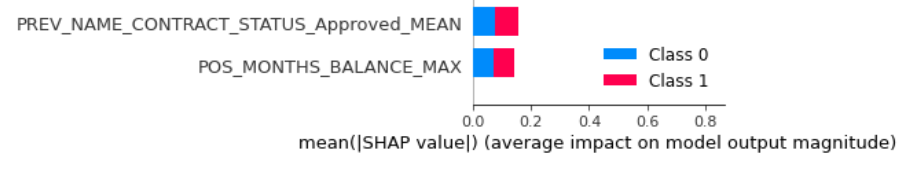 PREV_NAME_CONTRACT_STATUS_Approved_MEAN
POS_MONTHS_BALANCE_MAX
Class 0
Class 1
0.0 0.2 0.4 0.6 0.8
mean(|SHAP value|) (average impact on model output magnitude)